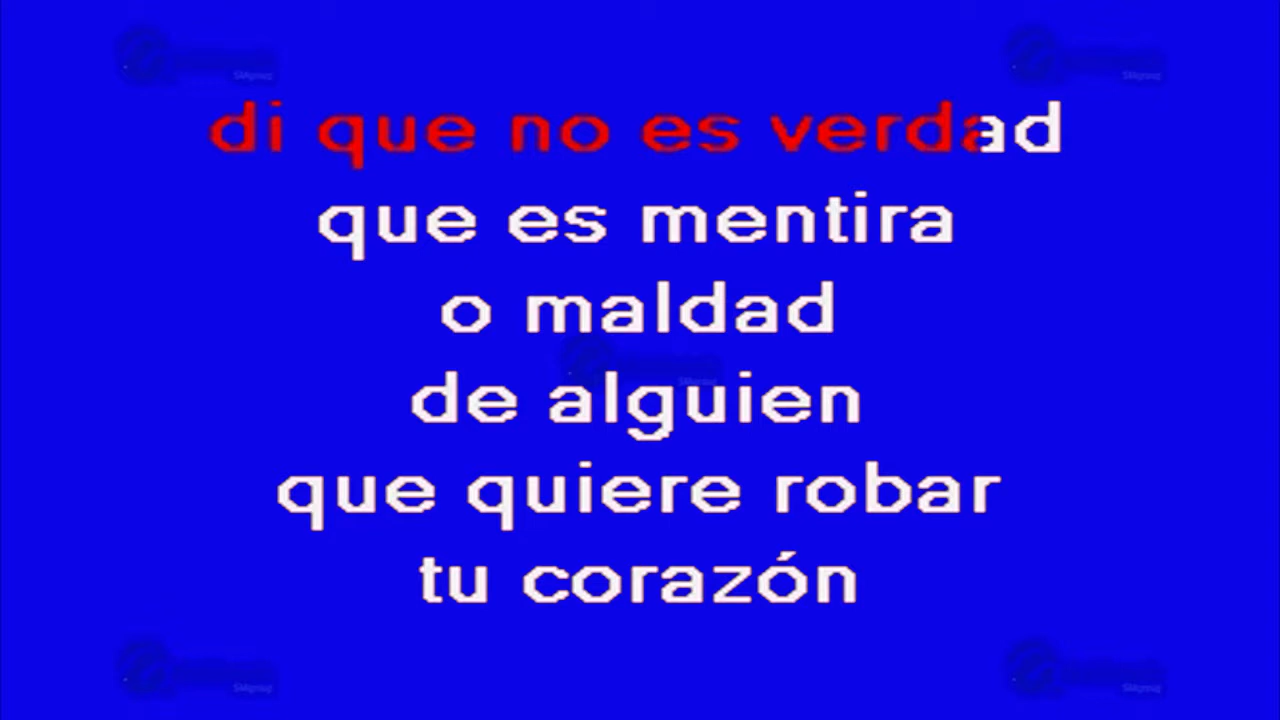 di que no es verdad
que es mentira
o maldad
de alguien
que quiere robar
tu corazón